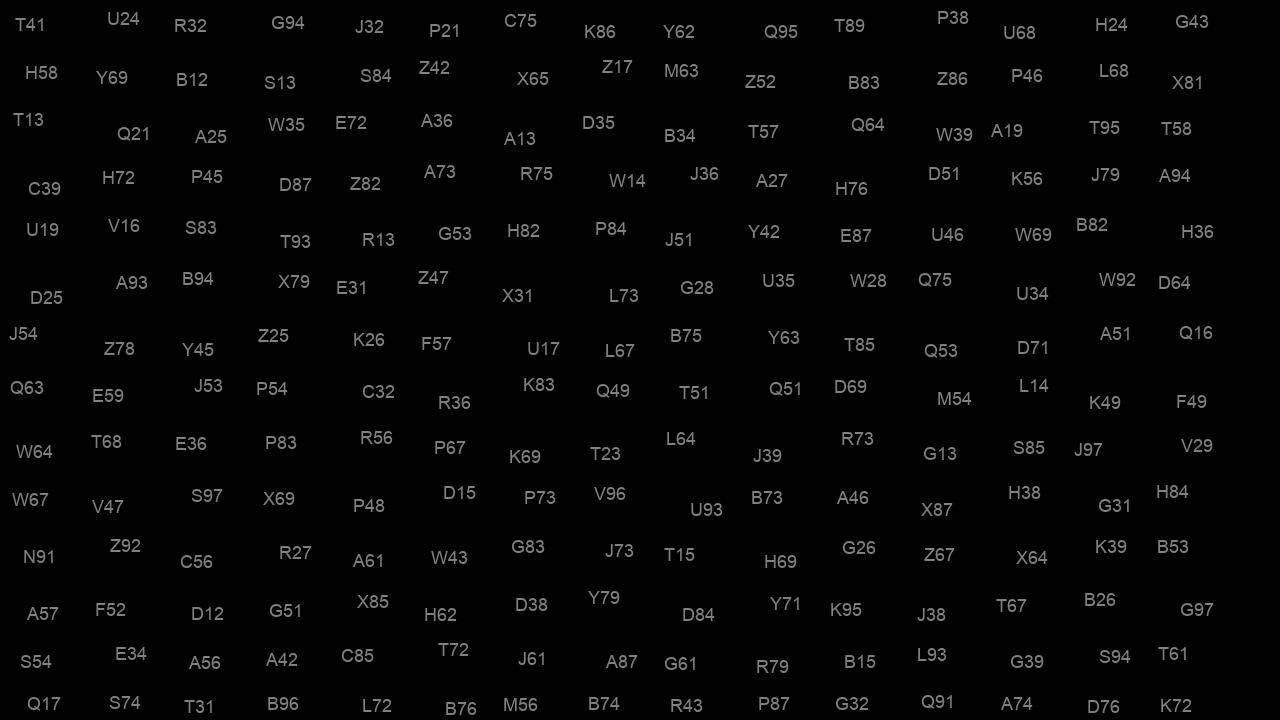 T41 U24 R32 G94 J32 P21 C75 K86 Y62 Q95 T89 P38 U68 H24 G43
H58 Y69 B12 S13 S84 Z42 X65 Z17 M63 Z52 B83 Z86 P46 L68 X81
T13 Q21 A25 W35 E72 A36 A13 D35 B34 T57 Q64 W39 A19 T95 T58
C39 H72 P45 D87 Z82 A73 R75 W14 J36 A27 H76 D51 K56 J79 A94
U19 V16 S83 T93 R13 G53 H82 P84 J51 Y42 E87 U46 W69 B82 H36
D25 A93 B94 X79 E31 Z47 X31 L73 G28 U35 W28 Q75 U34 W92 D64
J54 Z78 Y45 Z25 K26 F57 U17 L67 B75 Y63 T85 Q53 D71 A51 Q16
Q63 E59 J53 P54 C32 R36 K83 Q49 T51 Q51 D69 M54 L14 K49 F49
W64 T68 E36 P83 R56 P67 K69 T23 L64 J39 R73 G13 S85 J97 V29
W67 V47 S97 X69 P48 D15 P73 V96 U93 B73 A46 X87 H38 G31 H84
N91 Z92 C56 R27 A61 W43 G83 J73 T15 H69 G26 Z67 X64 K39 B53
A57 F52 D12 G51 X85 H62 D38 Y79 D84 Y71 K95 J38 T67 B26 G97
S54 E34 A56 A42 C85 T72 J61 A87 G61 R79 B15 L93 G39 S94 T61
Q17 S74 T31 B96 L72 B76 M56 B74 R43 P87 G32 Q91 A74 D76 K72